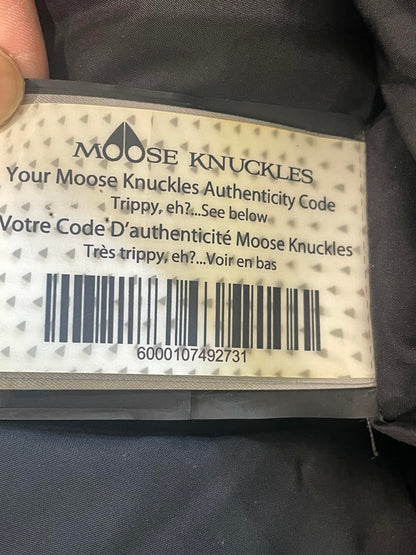 MOOSE KNUCKLES
Your Moose Knuckles Authenticity Code
Trippy, eh?...See below
Votre Code D'authenticité Moose Knuckles
Très trippy, eh?...Voir en bas
6000107492731